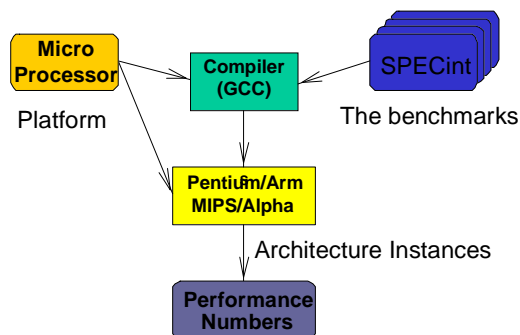 Micro
Processor
Compiler
(GCC)
SPECint
Platform
The benchmarks
Pentium/Arm
MIPS/Alpha
Architecture Instances
Performance
Numbers